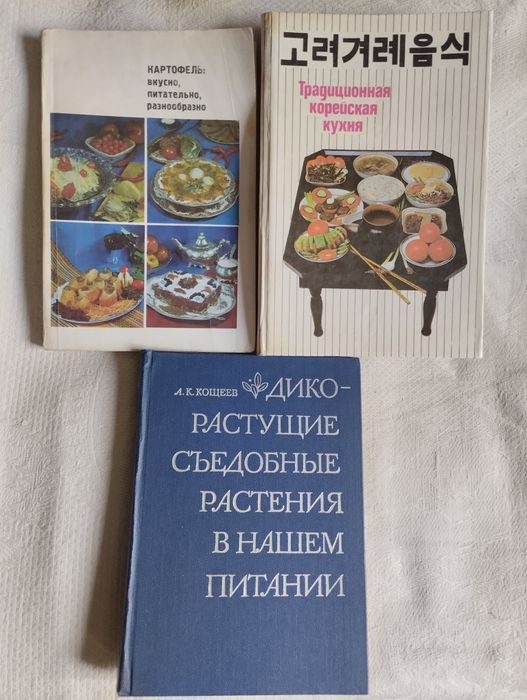 КАРТОФЕЛЬ:
вкусно,
питательно,
разнообразно
고려겨레음식
Традиционная
корейская
кухня
А.К.КОЩЕЕВ ДИКО-
РАСТУЩИЕ
СЪЕДОБНЫЕ
РАСТЕНИЯ
В НАШЕМ
ПИТАНИИ